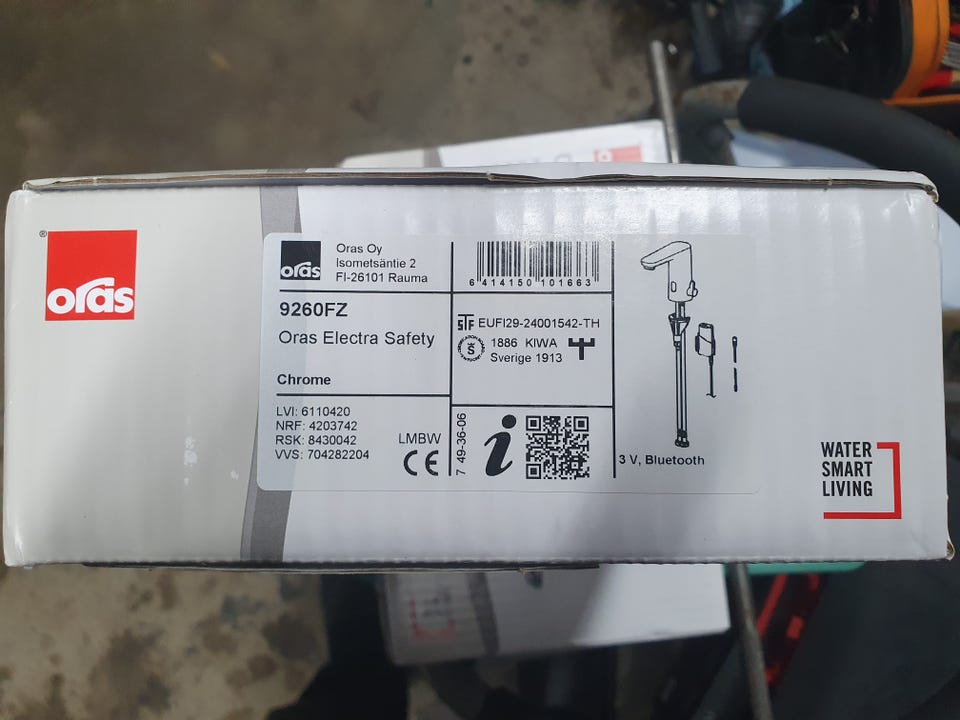 ®
oras
oras
Oras Oy
Isometsäntie 2
FI-26101 Rauma
9260FZ
Oras Electra Safety
Chrome
LVI: 6110420
NRF: 4203742
RSK: 8430042
VVS: 704282204
LMBW
CE
6 414150 101663
STF EUFI29-24001542-TH
S
1886 KIWA
Sverige 1913
7 49-36-06
i
3 V, Bluetooth
WATER
SMART
LIVING